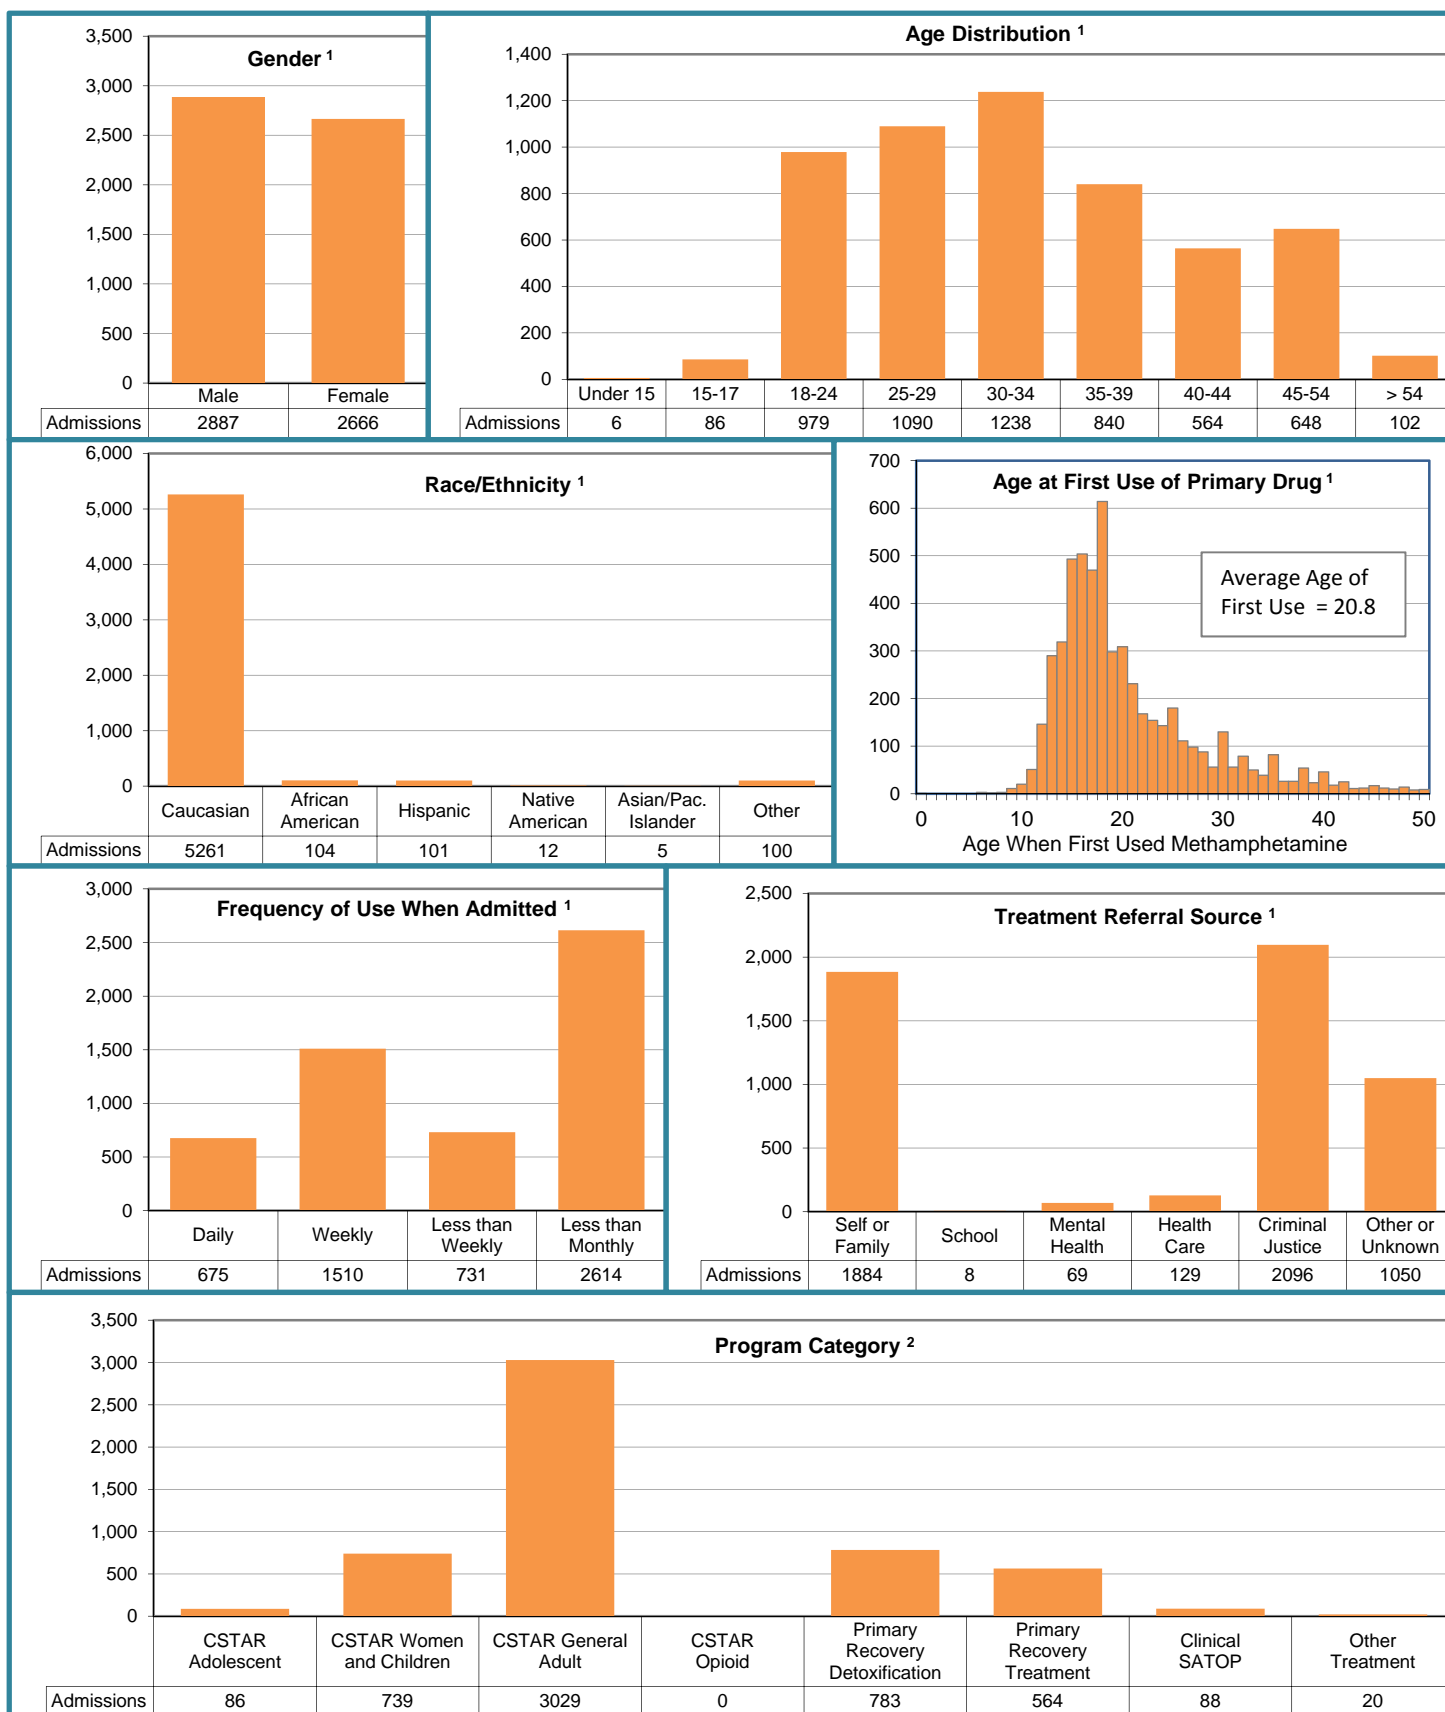 Gender ¹
3,500
3,000
2,500
2,000
1,500
1,000
500
0
Male Female
Admissions 2887 2666
Age Distribution ¹
1,400
1,200
1,000
800
600
400
200
0
Under 15 15-17 18-24 25-29 30-34 35-39 40-44 45-54 > 54
Admissions 6 86 979 1090 1238 840 564 648 102
Race/Ethnicity ¹
6,000
5,000
4,000
3,000
2,000
1,000
0
Caucasian African American Hispanic Native American Asian/Pac. Islander Other
Admissions 5261 104 101 12 5 100
Age at First Use of Primary Drug ¹
700
600
500
400
300
200
100
0
Average Age of
First Use = 20.8
0 10 20 30 40 50
Age When First Used Methamphetamine
Frequency of Use When Admitted ¹
3,000
2,500
2,000
1,500
1,000
500
0
Daily Weekly Less than Weekly Less than Monthly
Admissions 675 1510 731 2614
Treatment Referral Source ¹
2,500
2,000
1,500
1,000
500
0
Self or Family School Mental Health Health Care Criminal Justice Other or Unknown
Admissions 1884 8 69 129 2096 1050
Program Category ²
3,500
3,000
2,500
2,000
1,500
1,000
500
0
CSTAR Adolescent CSTAR Women and Children CSTAR General Adult CSTAR Opioid Primary Recovery Detoxification Primary Recovery Treatment Clinical SATOP Other Treatment
Admissions 86 739 3029 0 783 564 88 20